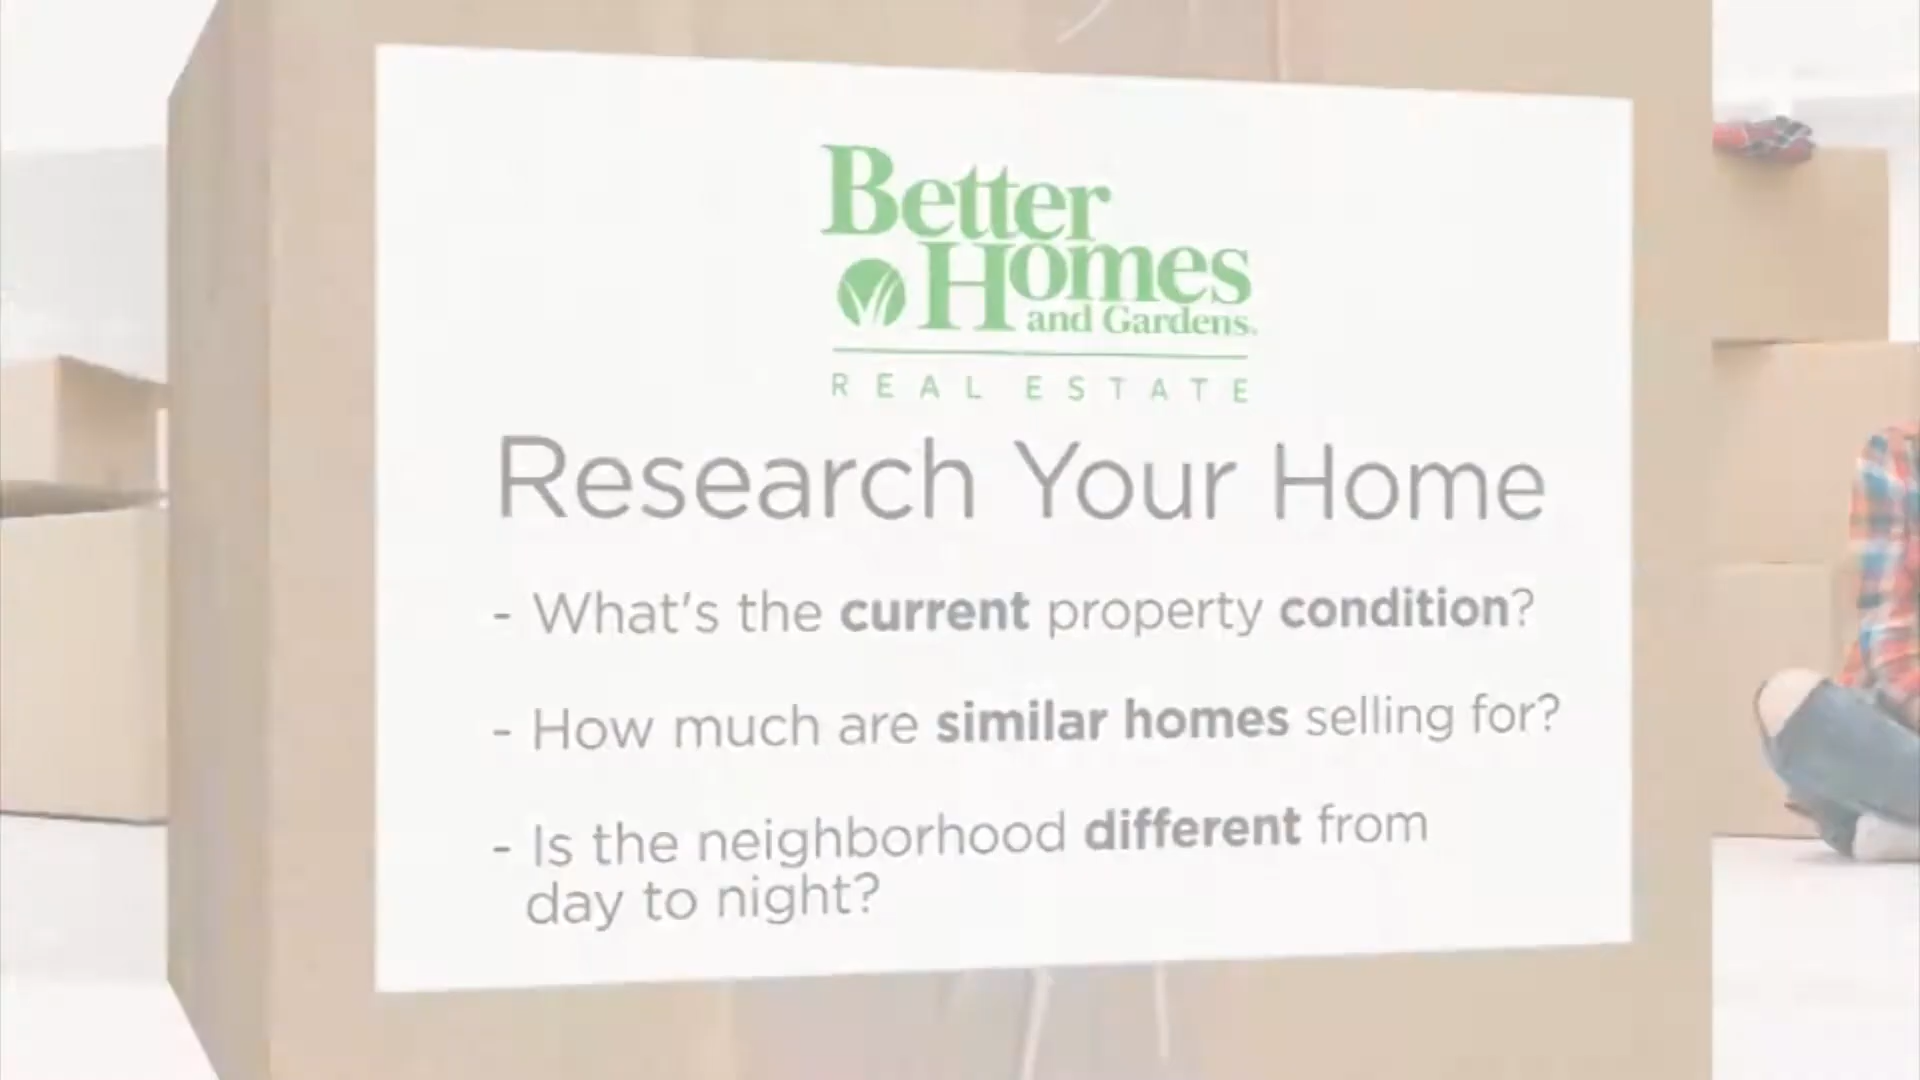 Better
Homes
and Gardens.
REAL ESTATE
Research Your Home
- What's the current property condition?
- How much are similar homes selling for?
- Is the neighborhood different from
day to night?